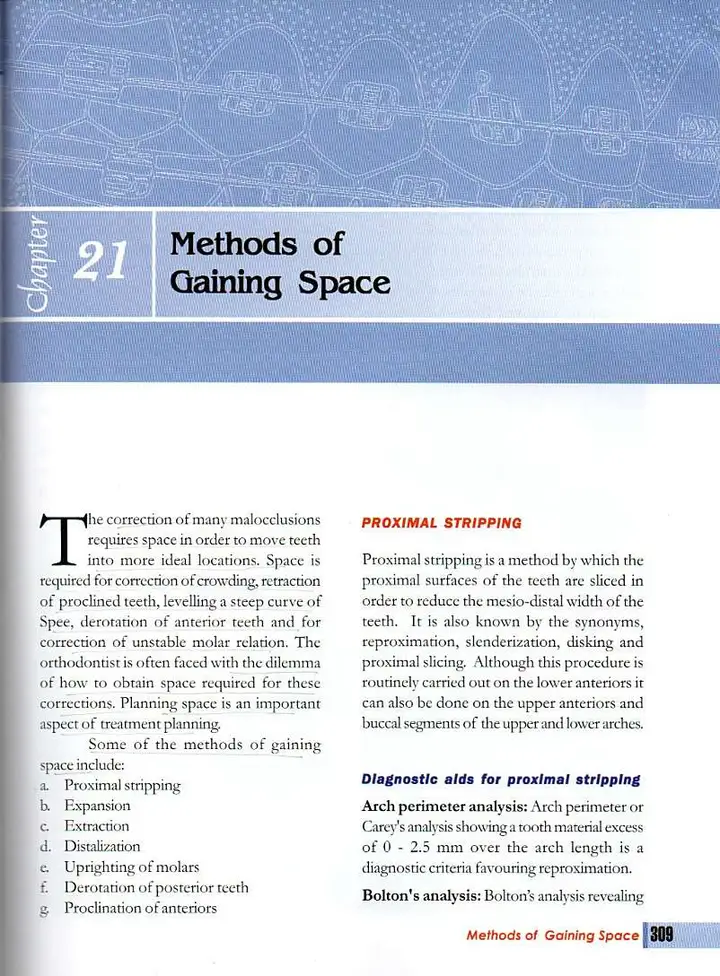 Chapter 21
Methods of
Gaining Space
The correction of many malocclusions
requires space in order to move teeth
into more ideal locations. Space is
required for correction of crowding, retraction
of proclined teeth, levelling a steep curve of
Spee, derotation of anterior teeth and for
correction of unstable molar relation. The
orthodontist is often faced with the dilemma
of how to obtain space required for these
corrections. Planning space is an important
aspect of treatment planning.
Some of the methods of gaining
space include:
a. Proximal stripping
b. Expansion
c. Extraction
d. Distalization
e. Uprighting of molars
f. Derotation of posterior teeth
g. Proclination of anteriors
PROXIMAL STRIPPING
Proximal stripping is a method by which the
proximal surfaces of the teeth are sliced in
order to reduce the mesio-distal width of the
teeth. It is also known by the synonyms,
reproximation, slenderization, disking and
proximal slicing. Although this procedure is
routinely carried out on the lower anteriors it
can also be done on the upper anteriors and
buccal segments of the upper and lower arches.
Diagnostic aids for proximal stripping
Arch perimeter analysis: Arch perimeter or
Carey's analysis showing a tooth material excess
of 0 - 2.5 mm over the arch length is a
diagnostic criteria favouring reproximation.
Bolton's analysis: Bolton's analysis revealing
Methods of Gaining Space 309